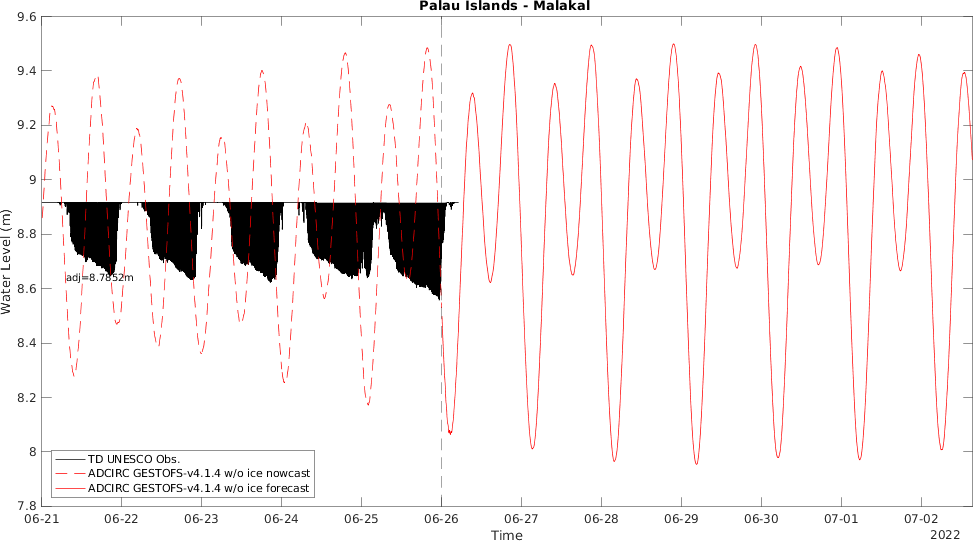 Palau Islands - Malakal
9.6
9.4
9.2
9
8.8
8.6
8.4
8.2
8
7.8
Water Level (m)
adj=8.7852m
TD UNESCO Obs.
ADCIRC GESTOFS-v4.1.4 w/o ice nowcast
ADCIRC GESTOFS-v4.1.4 w/o ice forecast
06-21 06-22 06-23 06-24 06-25 06-26 06-27 06-28 06-29 06-30 07-01 07-02
Time
2022